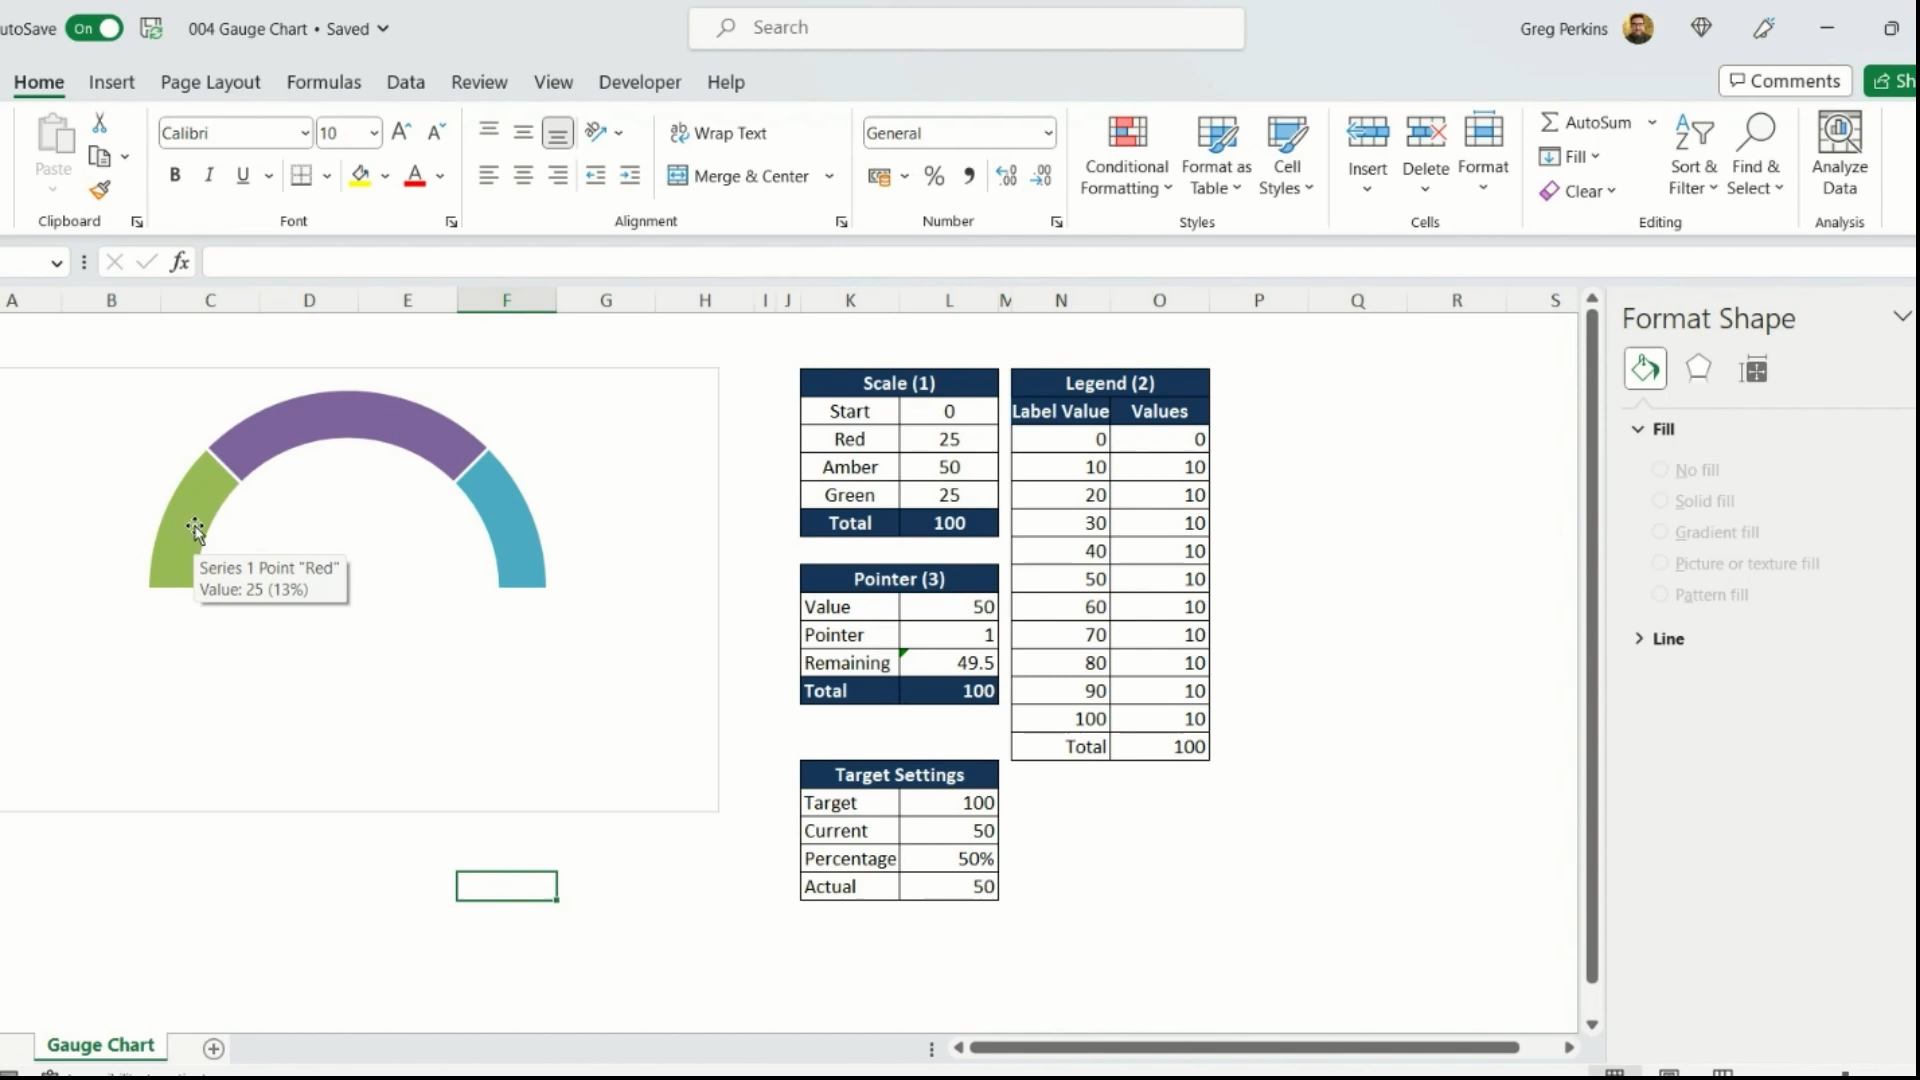 utoSave On 004 Gauge Chart • Saved Search Greg Perkins
Home Insert Page Layout Formulas Data Review View Developer Help Comments Sh
Paste
Clipboard
Calibri 10
B I U
Font
Wrap Text
Merge & Center
Alignment
General
Number
Conditional Formatting
Format as Table
Cell Styles
Styles
Insert Delete Format
Cells
AutoSum
Fill
Clear
Sort & Filter
Find & Select
Editing
Analyze Data
Analysis
fx
A B C D E F G H I J K L M N O P Q R S
Series 1 Point "Red"
Value: 25 (13%)
Scale (1)
Start 0
Red 25
Amber 50
Green 25
Total 100
Pointer (3)
Value 50
Pointer 1
Remaining 49.5
Total 100
Target Settings
Target 100
Current 50
Percentage 50%
Actual 50
Legend (2)
Label Value Values
0 0
10 10
20 10
30 10
40 10
50 10
60 10
70 10
80 10
90 10
100 10
Total 100
Format Shape
Fill
No fill
Solid fill
Gradient fill
Picture or texture fill
Pattern fill
Line
Gauge Chart